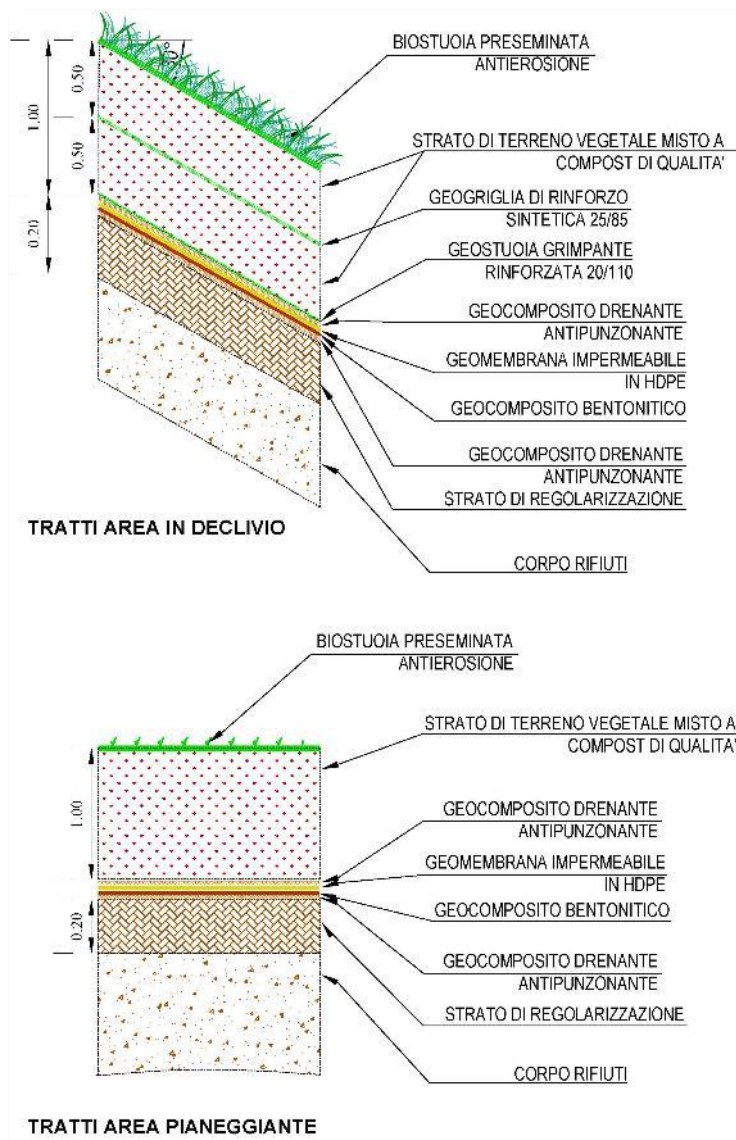 BIOSTUOIA PRESEMINATA
ANTIEROSIONE
0.50
1.00
0.50
0.20
STRATO DI TERRENO VEGETALE MISTO A
COMPOST DI QUALITA'
GEOGRIGLIA DI RINFORZO
SINTETICA 25/85
GEOSTUOIA GRIMPANTE
RINFORZATA 20/110
GEOCOMPOSITO DRENANTE
ANTIPUNZONANTE
GEOMEMBRANA IMPERMEABILE
IN HDPE
GEOCOMPOSITO BENTONITICO
GEOCOMPOSITO DRENANTE
ANTIPUNZONANTE
STRATO DI REGOLARIZZAZIONE
TRATTI AREA IN DECLIVIO
CORPO RIFIUTI
BIOSTUOIA PRESEMINATA
ANTIEROSIONE
STRATO DI TERRENO VEGETALE MISTO A
COMPOST DI QUALITA'
1.00
GEOCOMPOSITO DRENANTE
ANTIPUNZONANTE
GEOMEMBRANA IMPERMEABILE
IN HDPE
GEOCOMPOSITO BENTONITICO
0.20
GEOCOMPOSITO DRENANTE
ANTIPUNZONANTE
STRATO DI REGOLARIZZAZIONE
CORPO RIFIUTI
TRATTI AREA PIANEGGIANTE